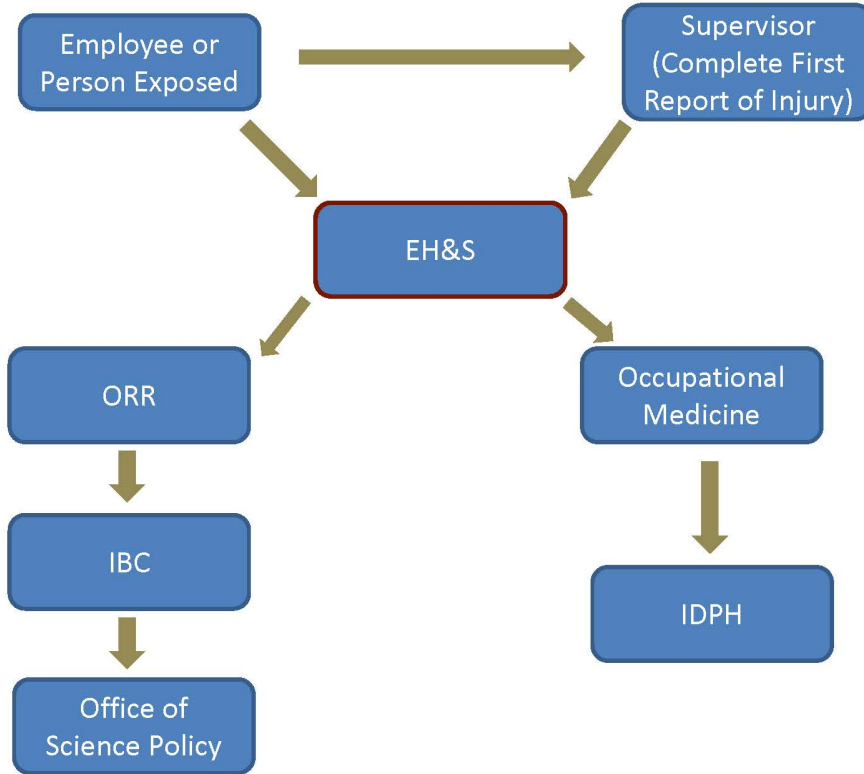 Employee or
Person Exposed
Supervisor
(Complete First
Report of Injury)
EH&S
ORR
Occupational
Medicine
IBC
IDPH
Office of
Science Policy